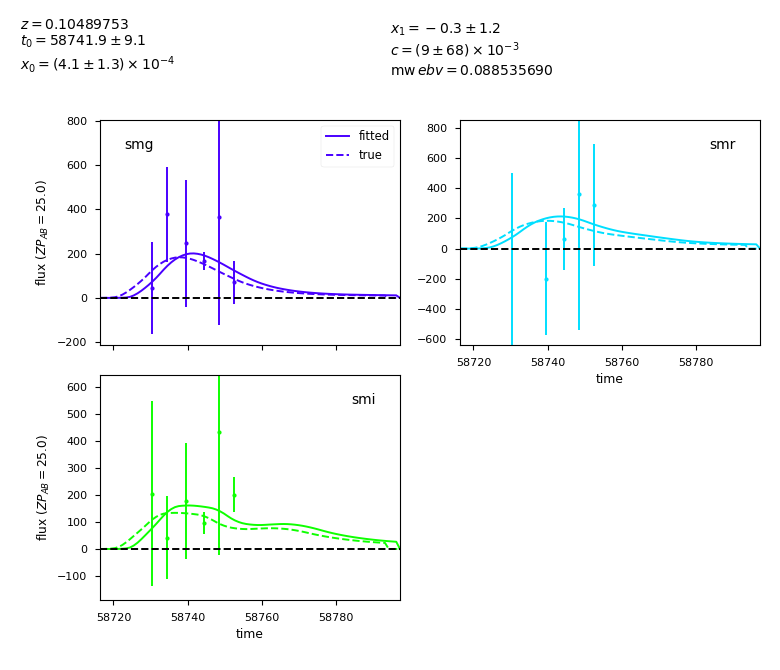 z = 0.10489753
t₀ = 58741.9 ± 9.1
x₀ = (4.1 ± 1.3) × 10⁻⁴
x₁ = −0.3 ± 1.2
c = (9 ± 68) × 10⁻³
mw ebv = 0.088535690
smg
fitted
true
800
600
400
200
0
−200
flux (ZP_AB = 25.0)
smr
800
600
400
200
0
−200
−400
−600
58720 58740 58760 58780
time
smi
600
500
400
300
200
100
0
−100
flux (ZP_AB = 25.0)
58720 58740 58760 58780
time